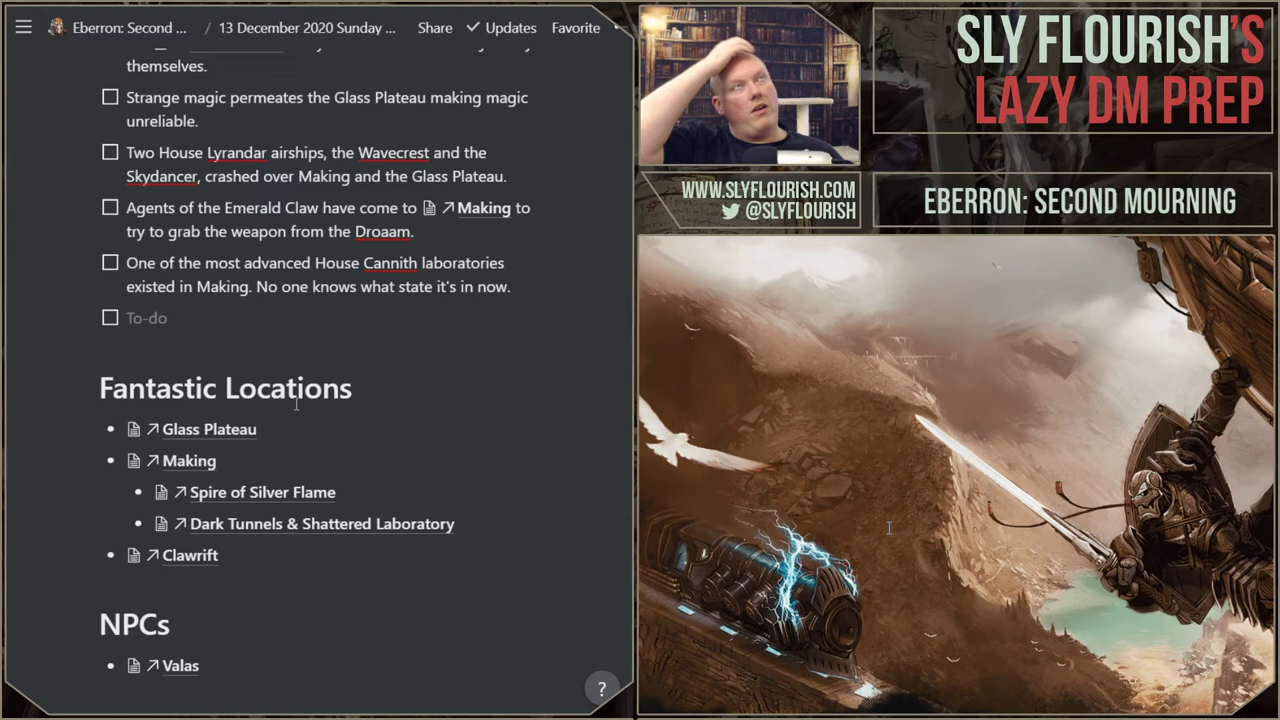 Eberron: Second ... / 13 December 2020 Sunday ... Share Updates Favorite
themselves.
Strange magic permeates the Glass Plateau making magic
unreliable.
Two House Lyrandar airships, the Wavecrest and the
Skydancer, crashed over Making and the Glass Plateau.
Agents of the Emerald Claw have come to Making to
try to grab the weapon from the Droaam.
One of the most advanced House Cannith laboratories
existed in Making. No one knows what state it's in now.
To-do
Fantastic Locations
Glass Plateau
Making
Spire of Silver Flame
Dark Tunnels & Shattered Laboratory
Clawrift
NPCs
Valas
?
SLY FLOURISH'S
LAZY DM PREP
WWW.SLYFLOURISH.COM
@SLYFLOURISH
EBERRON: SECOND MOURNING